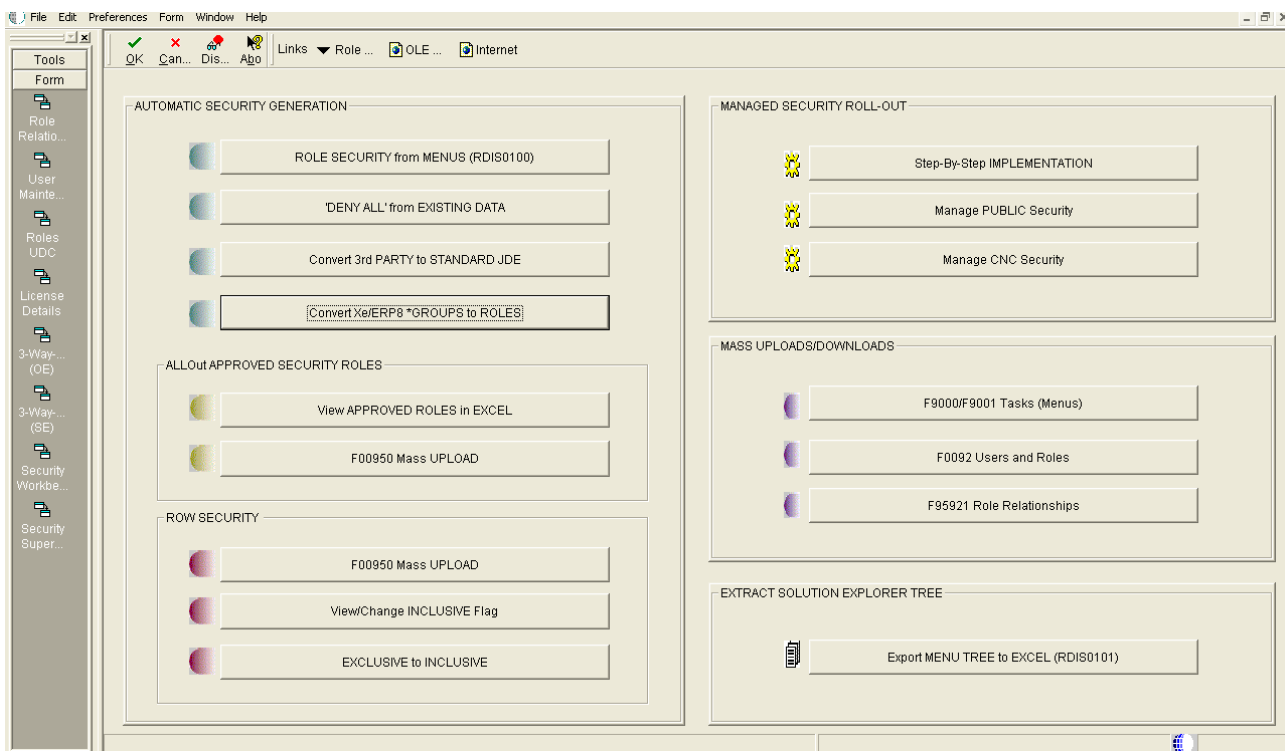 File Edit Preferences Form Window Help
OK Can... Dis... Abo Links Role ... OLE ... Internet
Tools
Form
Role
Relatio...
User
Mainte...
Roles
UDC
License
Details
3-Way-...
(OE)
3-Way-...
(SE)
Security
Workbe...
Security
Super...
AUTOMATIC SECURITY GENERATION
ROLE SECURITY from MENUS (RDIS0100)
'DENY ALL' from EXISTING DATA
Convert 3rd PARTY to STANDARD JDE
Convert Xe/ERP8 *GROUPS to ROLES
ALLOut APPROVED SECURITY ROLES
View APPROVED ROLES in EXCEL
F00950 Mass UPLOAD
ROW SECURITY
F00950 Mass UPLOAD
View/Change INCLUSIVE Flag
EXCLUSIVE to INCLUSIVE
MANAGED SECURITY ROLL-OUT
Step-By-Step IMPLEMENTATION
Manage PUBLIC Security
Manage CNC Security
MASS UPLOADS/DOWNLOADS
F9000/F9001 Tasks (Menus)
F0092 Users and Roles
F95921 Role Relationships
EXTRACT SOLUTION EXPLORER TREE
Export MENU TREE to EXCEL (RDIS0101)